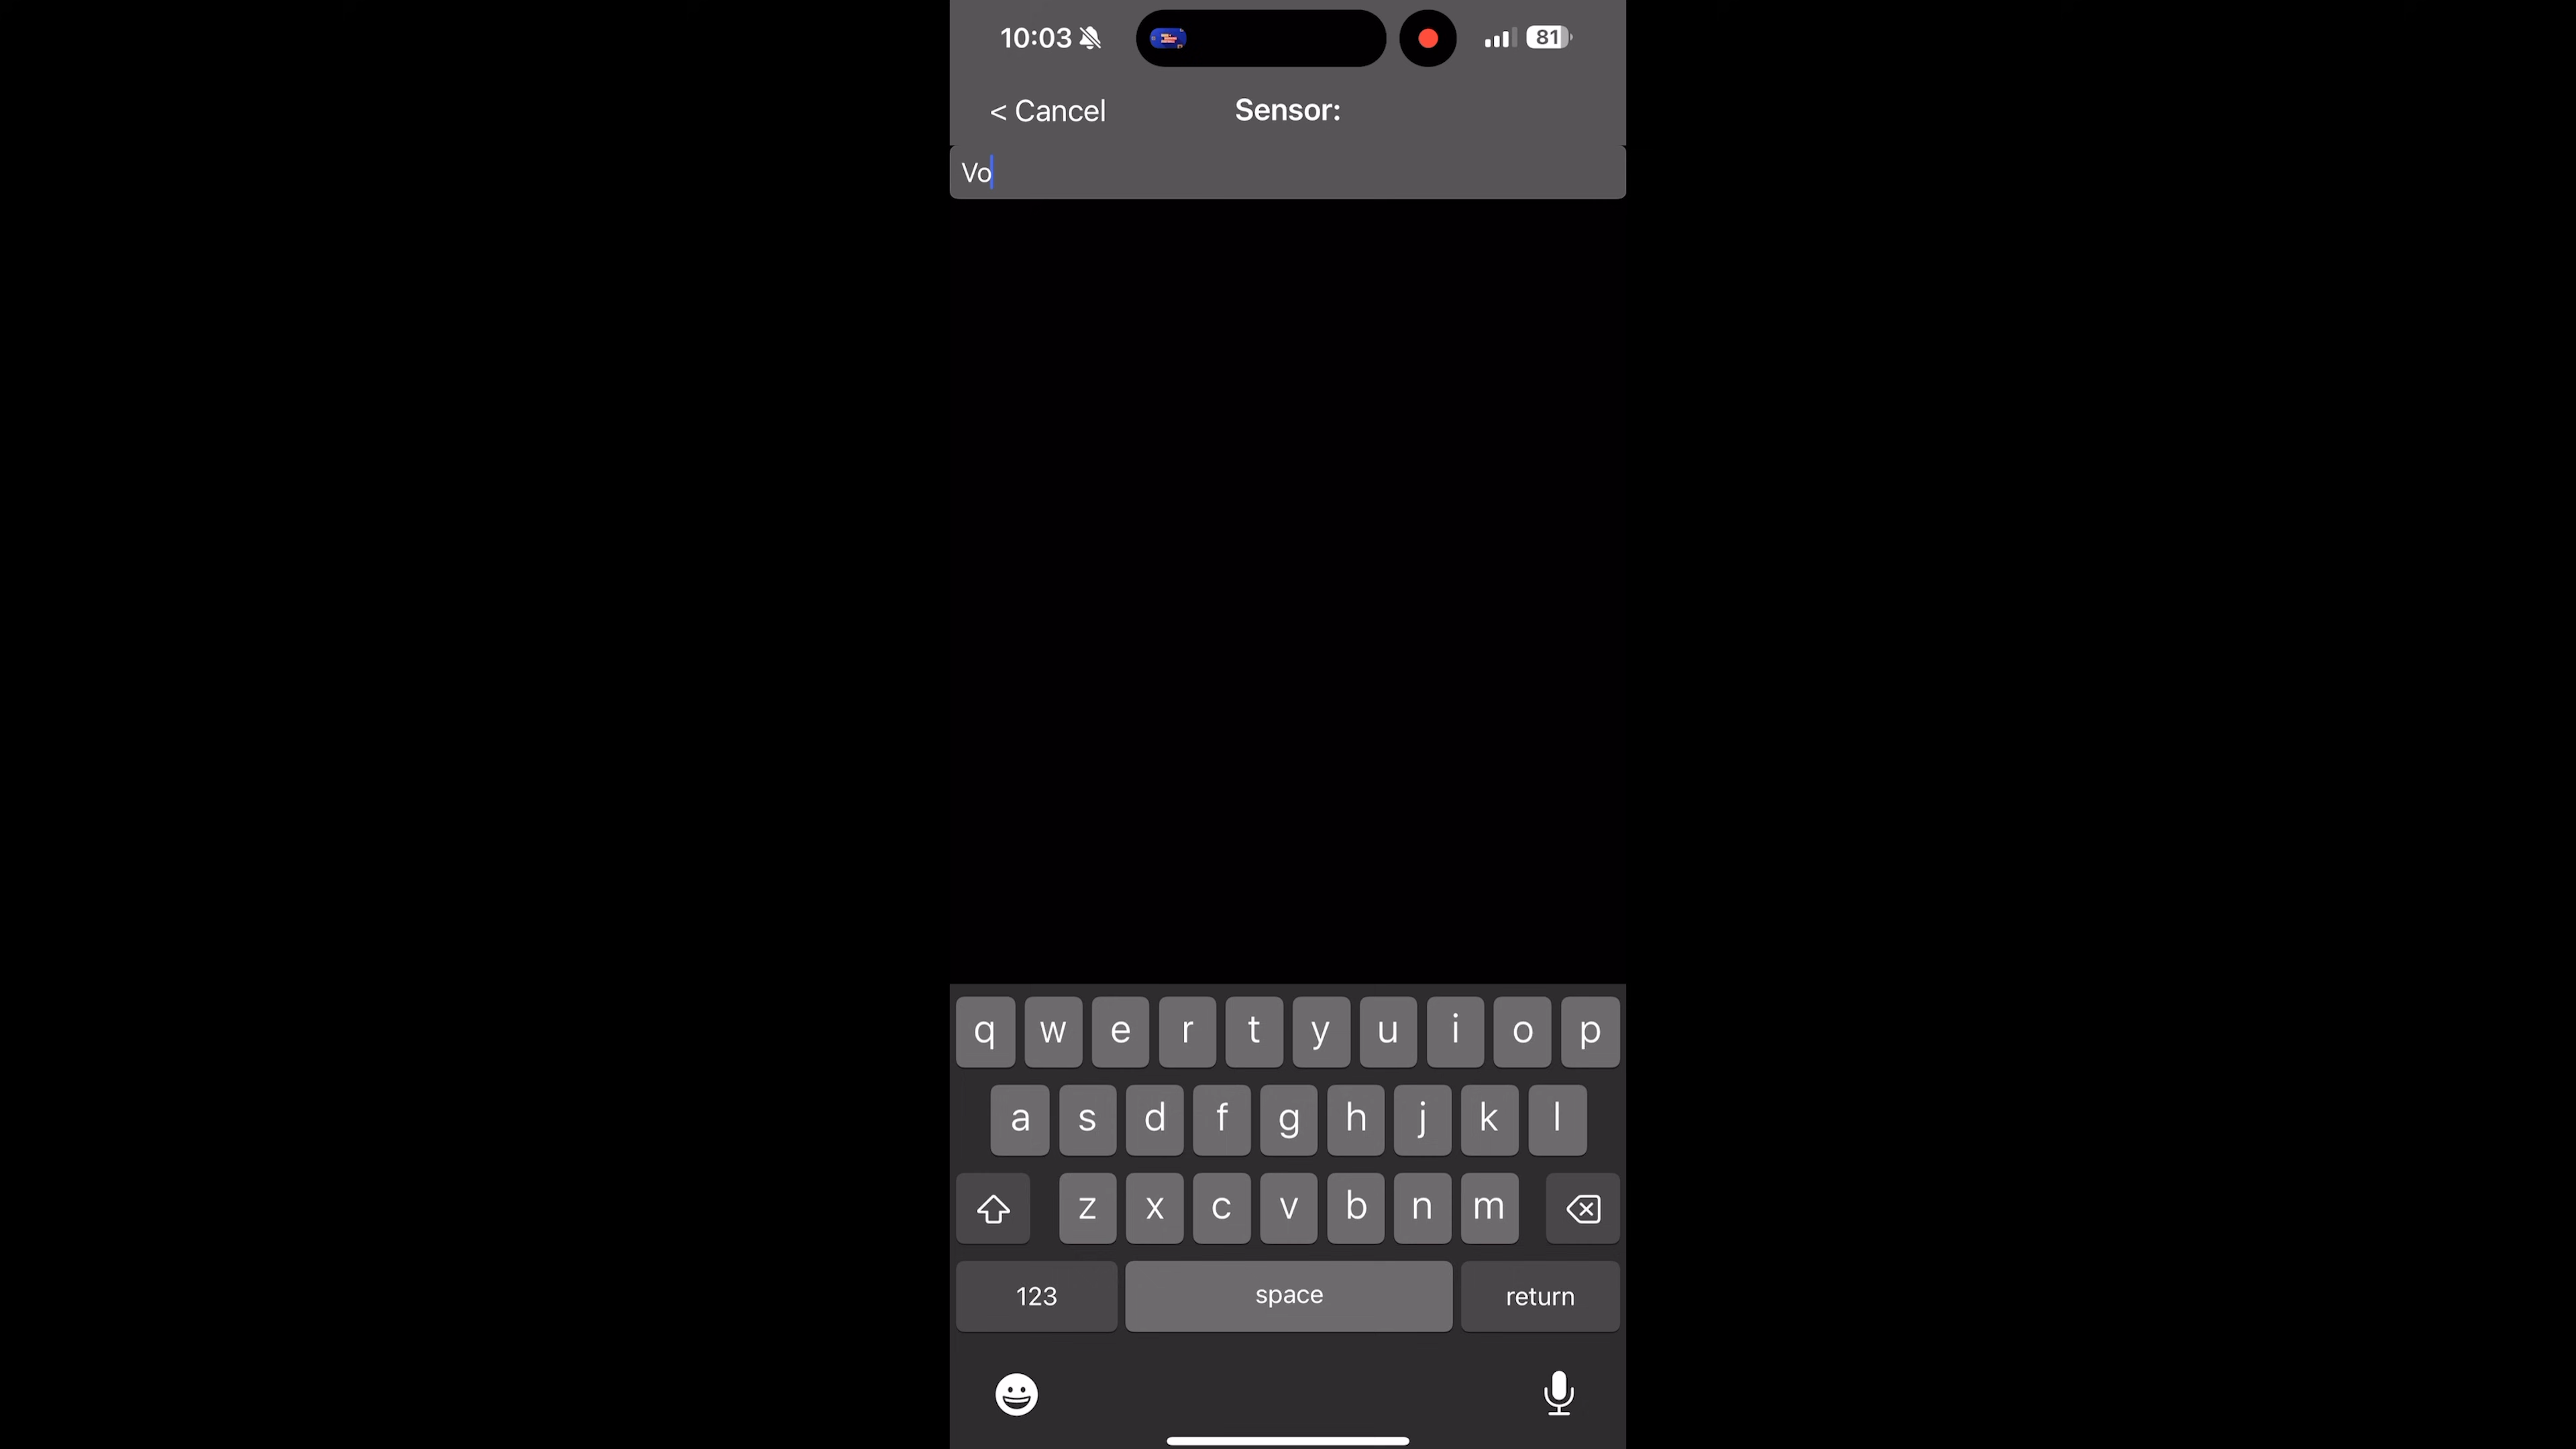 10:03
81
< Cancel
Sensor:
Vo
q w e r t y u i o p
a s d f g h j k l
z x c v b n m
123 space return